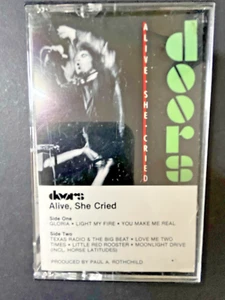 ALIVE·SHE·CRIED
doors
doors
Alive, She Cried
Side One
GLORIA • LIGHT MY FIRE • YOU MAKE ME REAL
Side Two
TEXAS RADIO & THE BIG BEAT • LOVE ME TWO
TIMES • LITTLE RED ROOSTER • MOONLIGHT DRIVE
(INCL. HORSE LATITUDES)
PRODUCED BY PAUL A. ROTHCHILD